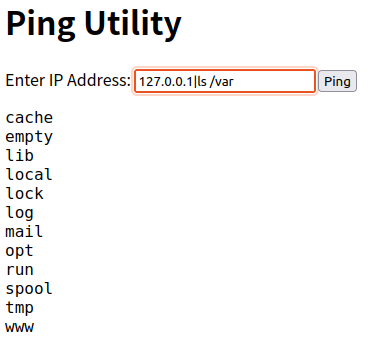 Ping Utility
Enter IP Address: 127.0.0.1|ls /var Ping
cache
empty
lib
local
lock
log
mail
opt
run
spool
tmp
www